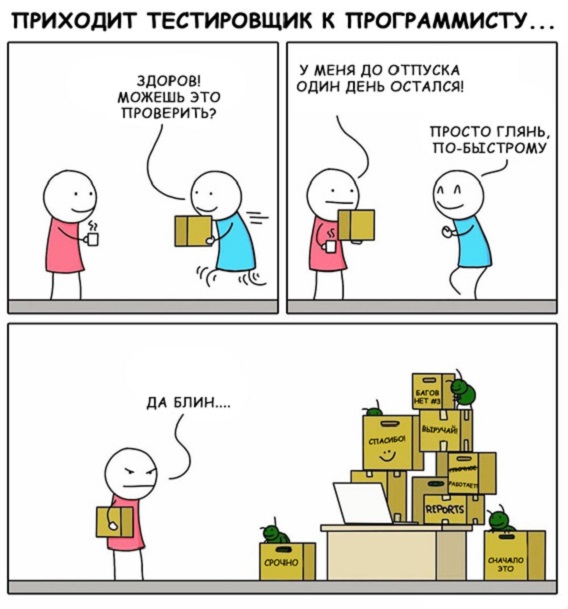 ПРИХОДИТ ТЕСТИРОВЩИК К ПРОГРАММИСТУ...
ЗДОРОВ!
МОЖЕШЬ ЭТО
ПРОВЕРИТЬ?
У МЕНЯ ДО ОТПУСКА
ОДИН ДЕНЬ ОСТАЛСЯ!
ПРОСТО ГЛЯНЬ,
ПО-БЫСТРОМУ
ДА БЛИН....
БАГОВ
НЕТ #3
СПАСИБО!
ВЫРУЧАЙ!
РАБОТАЕТ!
REPORTS
СРОЧНО
СНАЧАЛО
ЭТО